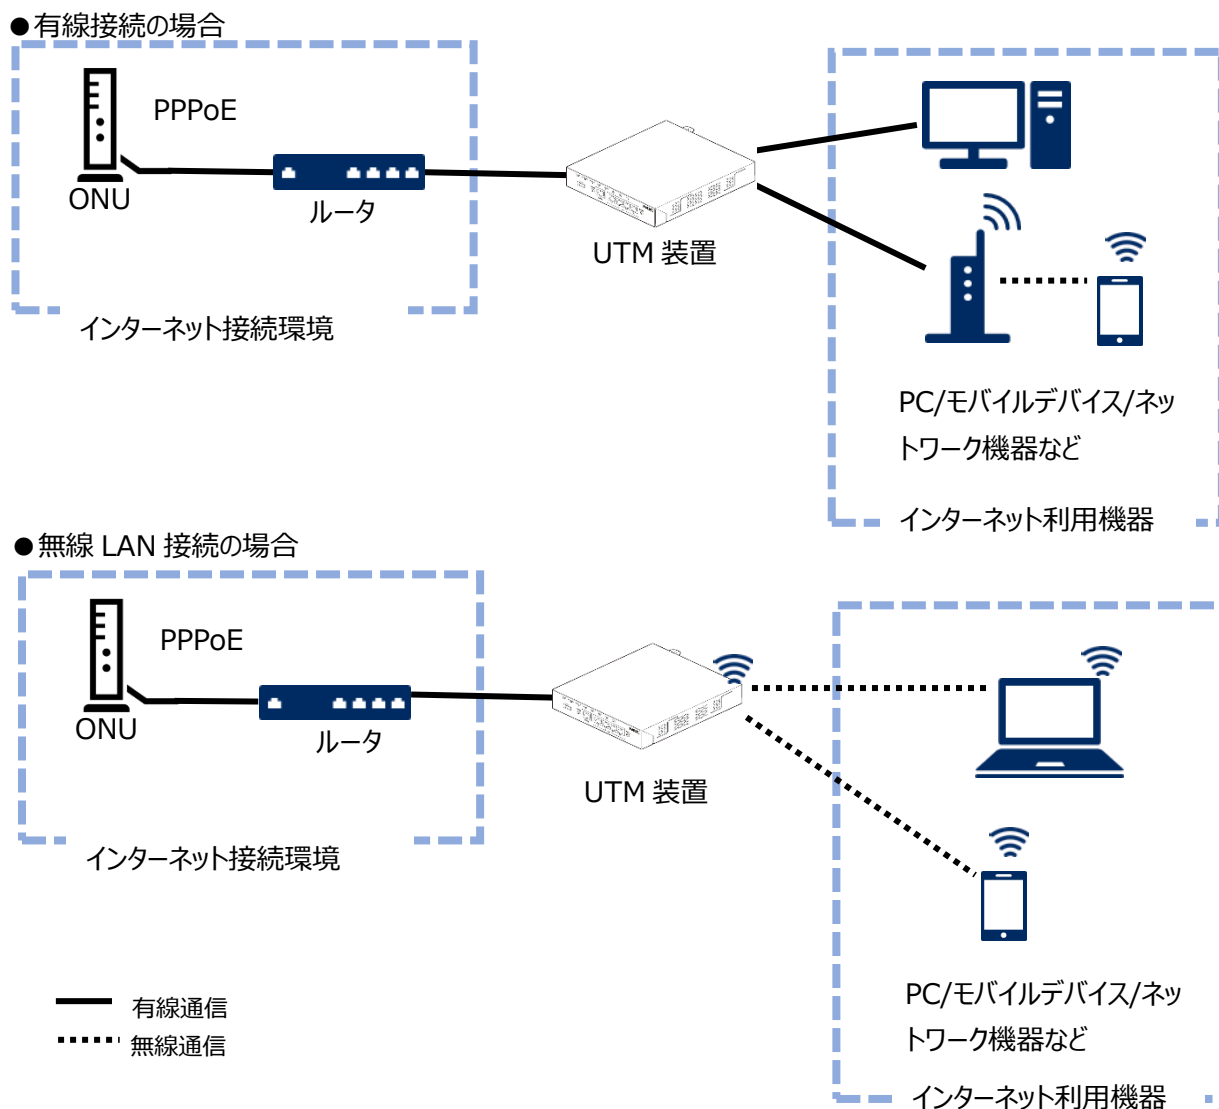 ●有線接続の場合
PPPoE
ONU
ルータ
UTM 装置
インターネット接続環境
PC/モバイルデバイス/ネッ
トワーク機器など
インターネット利用機器
●無線 LAN 接続の場合
PPPoE
ONU
ルータ
UTM 装置
インターネット接続環境
PC/モバイルデバイス/ネッ
トワーク機器など
インターネット利用機器
有線通信
無線通信